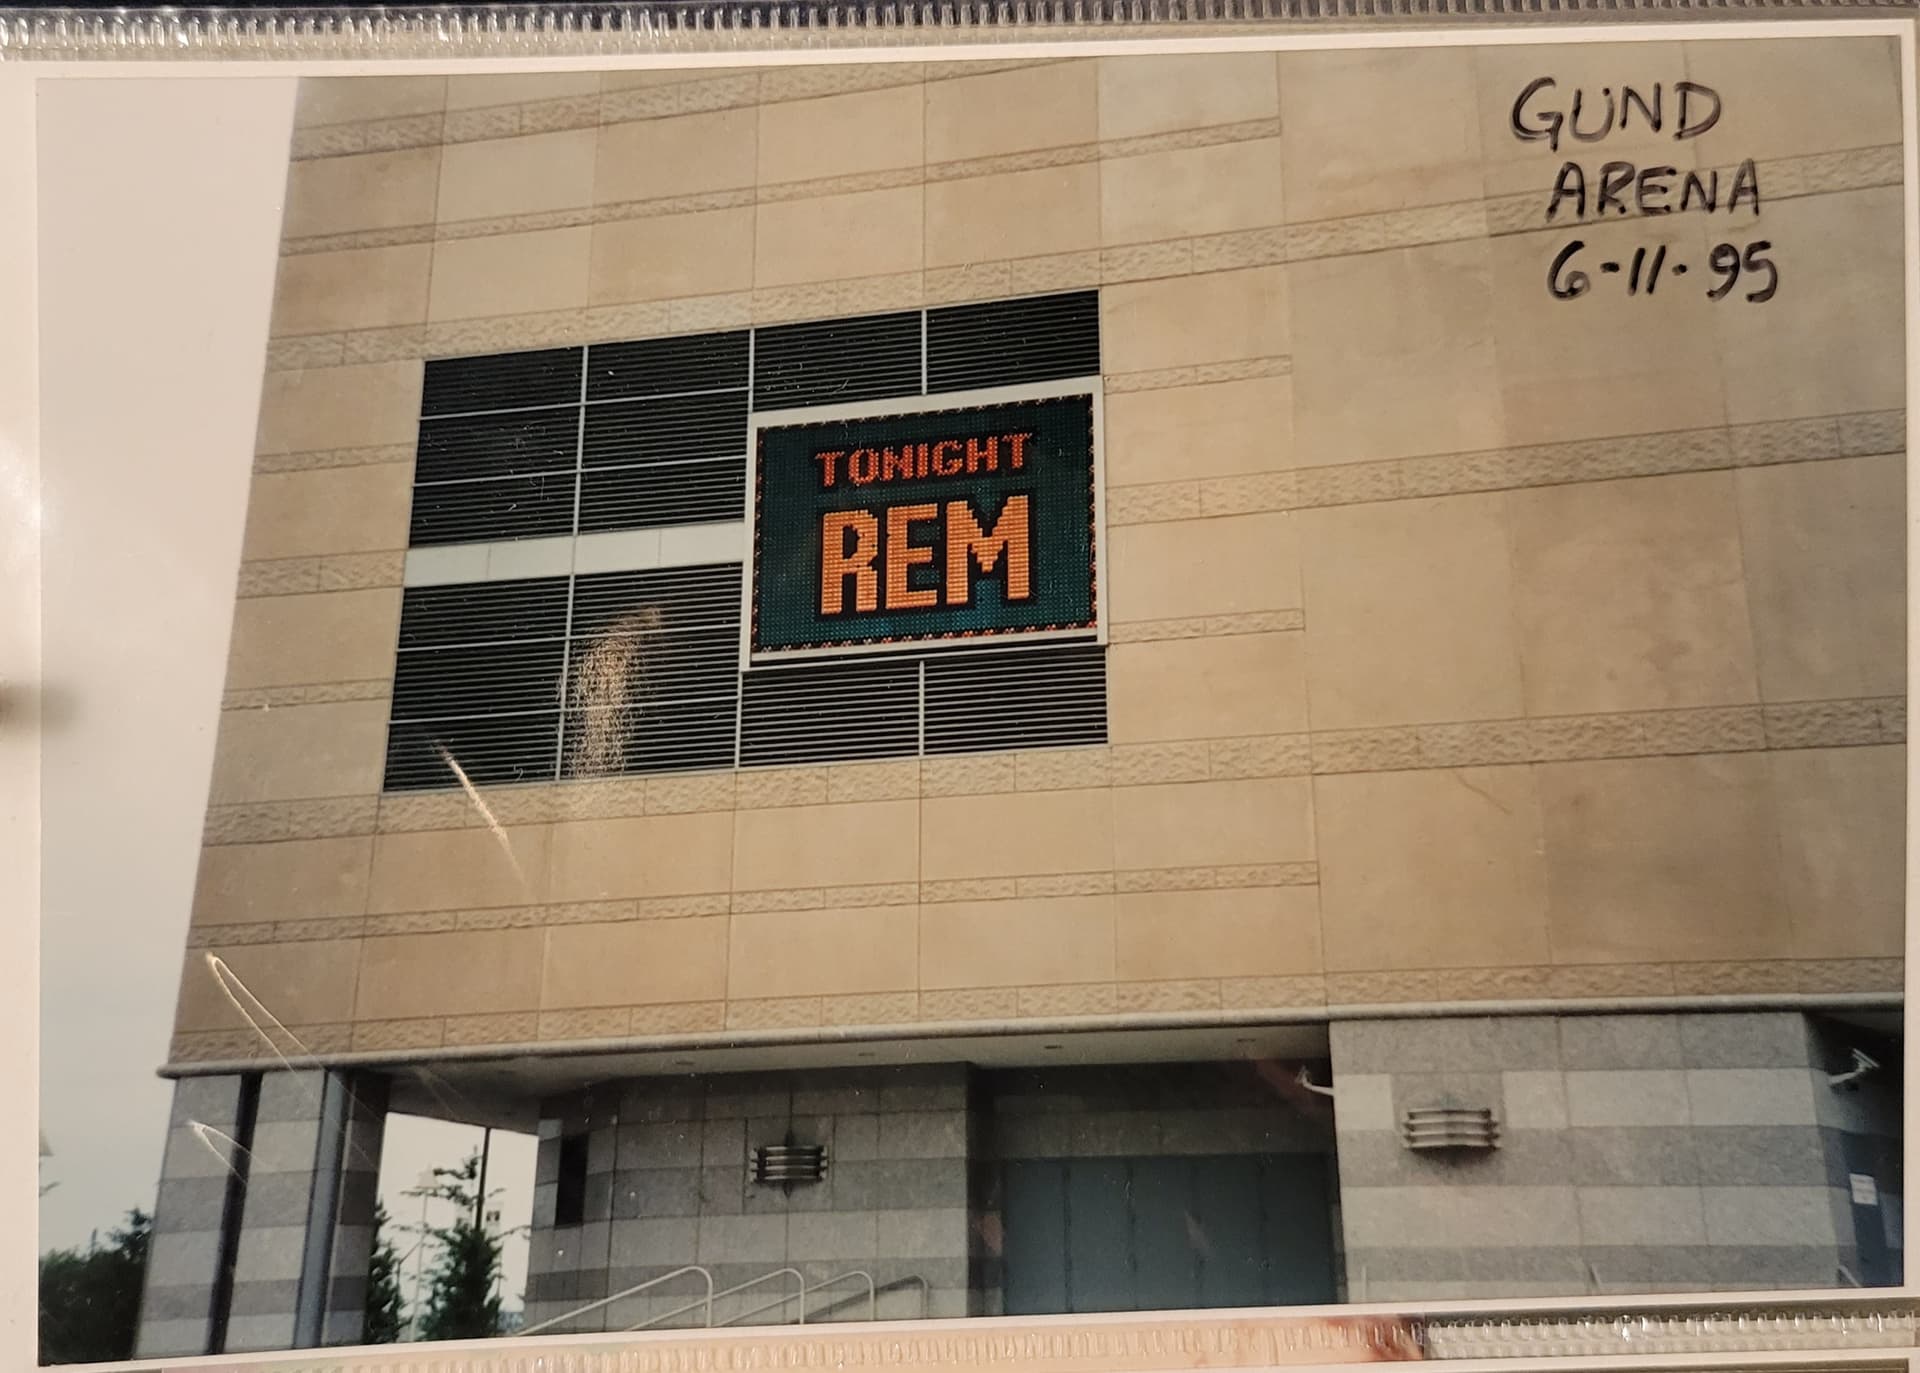 GUND
ARENA
6-11-95
TONIGHT
REM